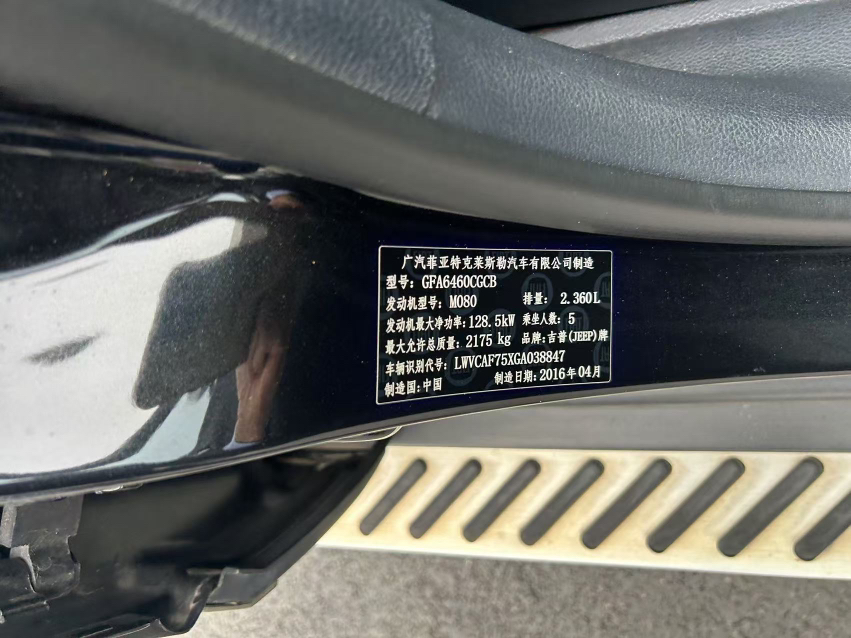 广汽菲亚特克莱斯勒汽车有限公司制造
型号: GFA6460CGCB
发动机型号: M080 排量: 2.360L
发动机最大净功率: 128.5kW 乘坐人数: 5
最大允许总质量: 2175 kg 品牌: 吉普(JEEP)牌
车辆识别代号: LWVCAF75XGA038847
制造国: 中国 制造日期: 2016年04月